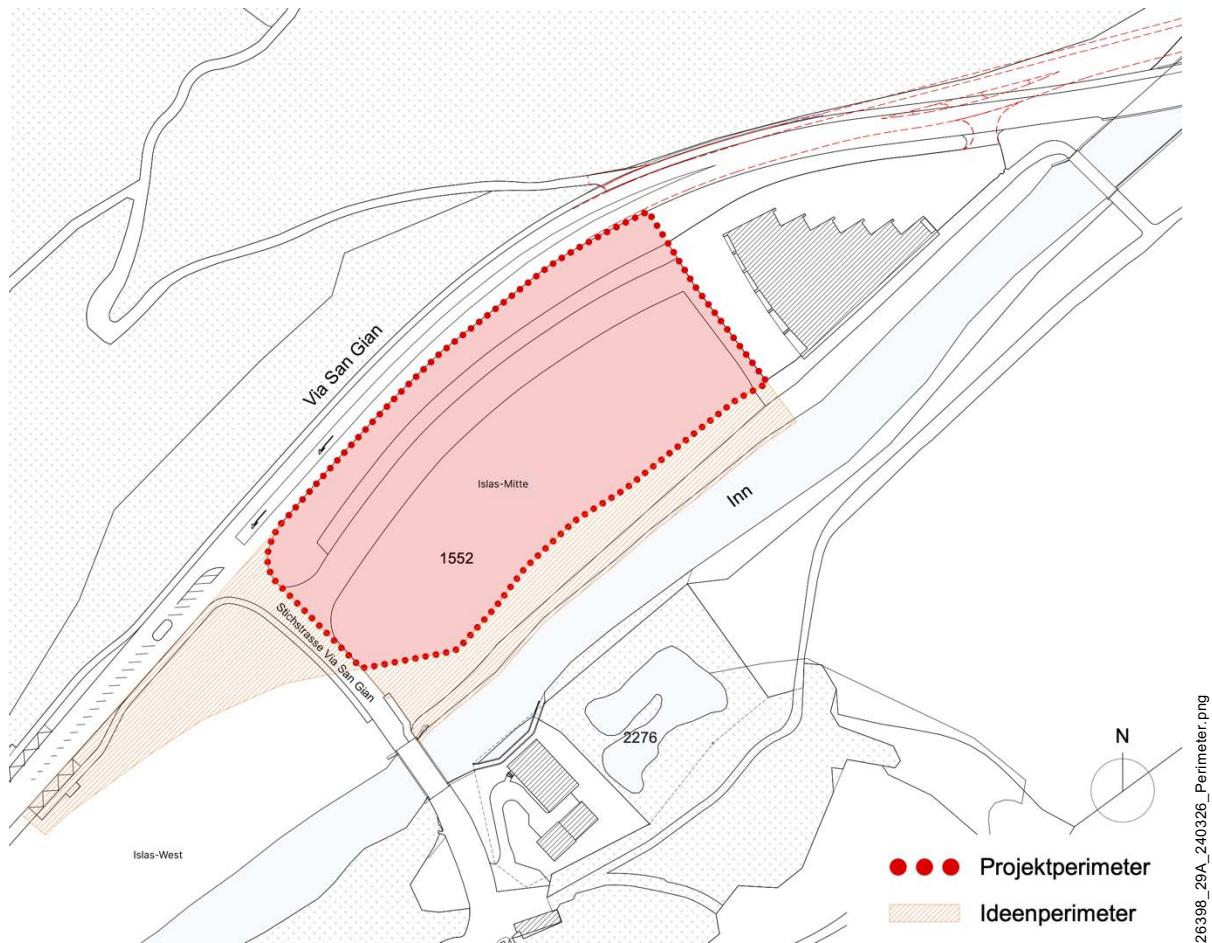 Via San Gian
Islas-Mitte
1552
Inn
Stichstrasse Via San Gian
2276
Islas-West
N
Projektperimeter
Ideenperimeter
26398_29A_240326_Perimeter.png